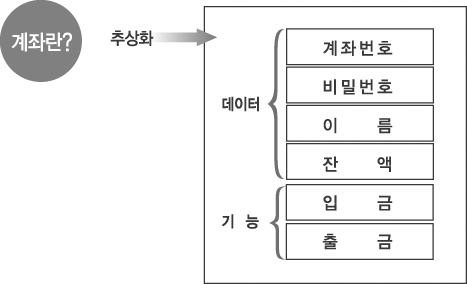 계좌란?
추상화
데이터
계좌번호
비밀번호
이 름
잔 액
기 능
입 금
출 금